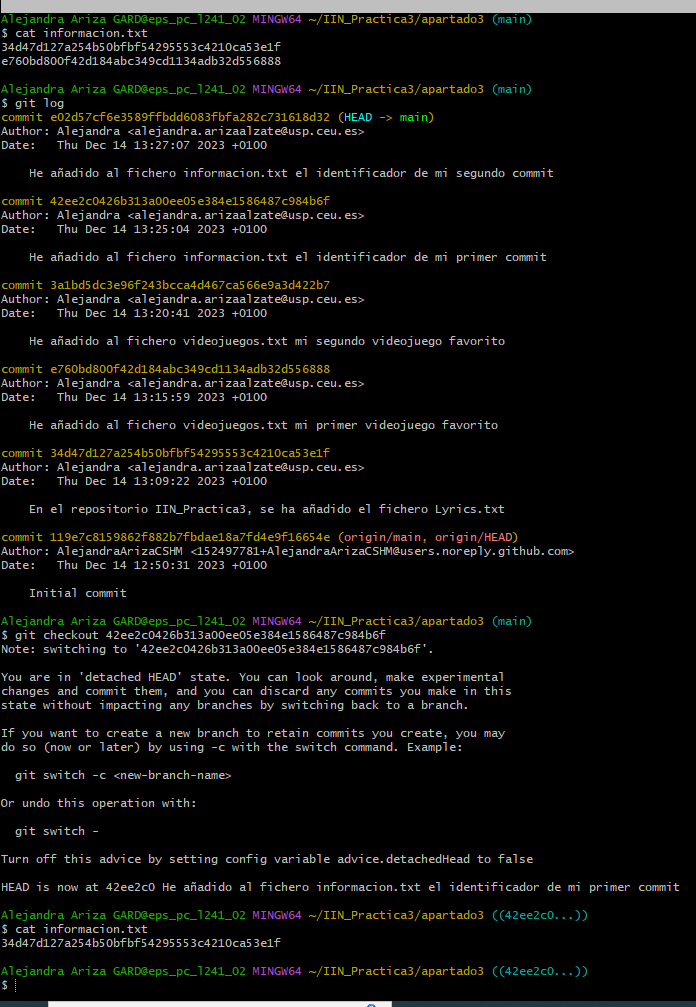 Alejandra Ariza GARD@eps_pc_l241_02 MINGW64 ~/IIN_Practica3/apartado3 (main)
$ cat informacion.txt
34d47d127a254b50bfbf54295553c4210ca53e1f
e760bd800f42d184abc349cd1134adb32d556888
Alejandra Ariza GARD@eps_pc_l241_02 MINGW64 ~/IIN_Practica3/apartado3 (main)
$ git log
commit e02d57cf6e3589ffbdd6083fbfa282c731618d32 (HEAD -> main)
Author: Alejandra <alejandra.arizaalzate@usp.ceu.es>
Date:   Thu Dec 14 13:27:07 2023 +0100
He añadido al fichero informacion.txt el identificador de mi segundo commit
commit 42ee2c0426b313a00ee05e384e1586487c984b6f
Author: Alejandra <alejandra.arizaalzate@usp.ceu.es>
Date:   Thu Dec 14 13:25:04 2023 +0100
He añadido al fichero informacion.txt el identificador de mi primer commit
commit 3a1bd5dc3e96f243bcca4d467ca566e9a3d422b7
Author: Alejandra <alejandra.arizaalzate@usp.ceu.es>
Date:   Thu Dec 14 13:20:41 2023 +0100
He añadido al fichero videojuegos.txt mi segundo videojuego favorito
commit e760bd800f42d184abc349cd1134adb32d556888
Author: Alejandra <alejandra.arizaalzate@usp.ceu.es>
Date:   Thu Dec 14 13:15:59 2023 +0100
He añadido al fichero videojuegos.txt mi primer videojuego favorito
commit 34d47d127a254b50bfbf54295553c4210ca53e1f
Author: Alejandra <alejandra.arizaalzate@usp.ceu.es>
Date:   Thu Dec 14 13:09:22 2023 +0100
En el repositorio IIN_Practica3, se ha añadido el fichero Lyrics.txt
commit 119e7c8159862f882b7fbdae18a7fd4e9f16654e (origin/main, origin/HEAD)
Author: AlejandraArizaCSHM <152497781+AlejandraArizaCSHM@users.noreply.github.com>
Date:   Thu Dec 14 12:50:31 2023 +0100
Initial commit
Alejandra Ariza GARD@eps_pc_l241_02 MINGW64 ~/IIN_Practica3/apartado3 (main)
$ git checkout 42ee2c0426b313a00ee05e384e1586487c984b6f
Note: switching to '42ee2c0426b313a00ee05e384e1586487c984b6f'.
You are in 'detached HEAD' state. You can look around, make experimental
changes and commit them, and you can discard any commits you make in this
state without impacting any branches by switching back to a branch.
If you want to create a new branch to retain commits you create, you may
do so (now or later) by using -c with the switch command. Example:
git switch -c <new-branch-name>
Or undo this operation with:
git switch -
Turn off this advice by setting config variable advice.detachedHead to false
HEAD is now at 42ee2c0 He añadido al fichero informacion.txt el identificador de mi primer commit
Alejandra Ariza GARD@eps_pc_l241_02 MINGW64 ~/IIN_Practica3/apartado3 ((42ee2c0...))
$ cat informacion.txt
34d47d127a254b50bfbf54295553c4210ca53e1f
Alejandra Ariza GARD@eps_pc_l241_02 MINGW64 ~/IIN_Practica3/apartado3 ((42ee2c0...))
$